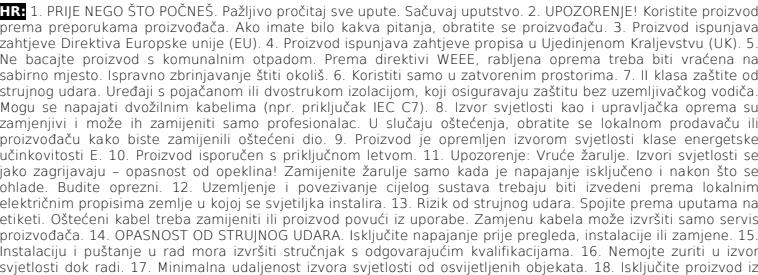 HR: 1. PRIJE NEGO ŠTO POČNEŠ. Pažljivo pročitaj sve upute. Sačuvaj uputstvo. 2. UPOZORENJE! Koristite proizvod
prema preporukama proizvođača. Ako imate bilo kakva pitanja, obratite se proizvođaču. 3. Proizvod ispunjava
zahtjeve Direktiva Europske unije (EU). 4. Proizvod ispunjava zahtjeve propisa u Ujedinjenom Kraljevstvu (UK). 5.
Ne bacajte proizvod s komunalnim otpadom. Prema direktivi WEEE, rabljena oprema treba biti vraćena na
sabirno mjesto. Ispravno zbrinjavanje štiti okoliš. 6. Koristiti samo u zatvorenim prostorima. 7. II klasa zaštite od
strujnog udara. Uređaji s pojačanom ili dvostrukom izolacijom, koji osiguravaju zaštitu bez uzemljivačkog vodiča.
Mogu se napajati dvožilnim kabelima (npr. priključak IEC C7). 8. Izvor svjetlosti kao i upravljačka oprema su
zamjenjivi i može ih zamijeniti samo profesionalac. U slučaju oštećenja, obratite se lokalnom prodavaču ili
proizvođaču kako biste zamijenili oštećeni dio. 9. Proizvod je opremljen izvorom svjetlosti klase energetske
učinkovitosti E. 10. Proizvod isporučen s priključnom letvom. 11. Upozorenje: Vruće žarulje. Izvori svjetlosti se
jako zagrijavaju – opasnost od opeklina! Zamijenite žarulje samo kada je napajanje isključeno i nakon što se
ohlade. Budite oprezni. 12. Uzemljenje i povezivanje cijelog sustava trebaju biti izvedeni prema lokalnim
električnim propisima zemlje u kojoj se svjetiljka instalira. 13. Rizik od strujnog udara. Spojite prema uputama na
etiketi. Oštećeni kabel treba zamijeniti ili proizvod povući iz uporabe. Zamjenu kabela može izvršiti samo servis
proizvođača. 14. OPASNOST OD STRUJNOG UDARA. Isključite napajanje prije pregleda, instalacije ili zamjene. 15.
Instalaciju i puštanje u rad mora izvršiti stručnjak s odgovarajućim kvalifikacijama. 16. Nemojte zuriti u izvor
svjetlosti dok radi. 17. Minimalna udaljenost izvora svjetlosti od osvijetljenih objekata. 18. Isključite proizvod iz